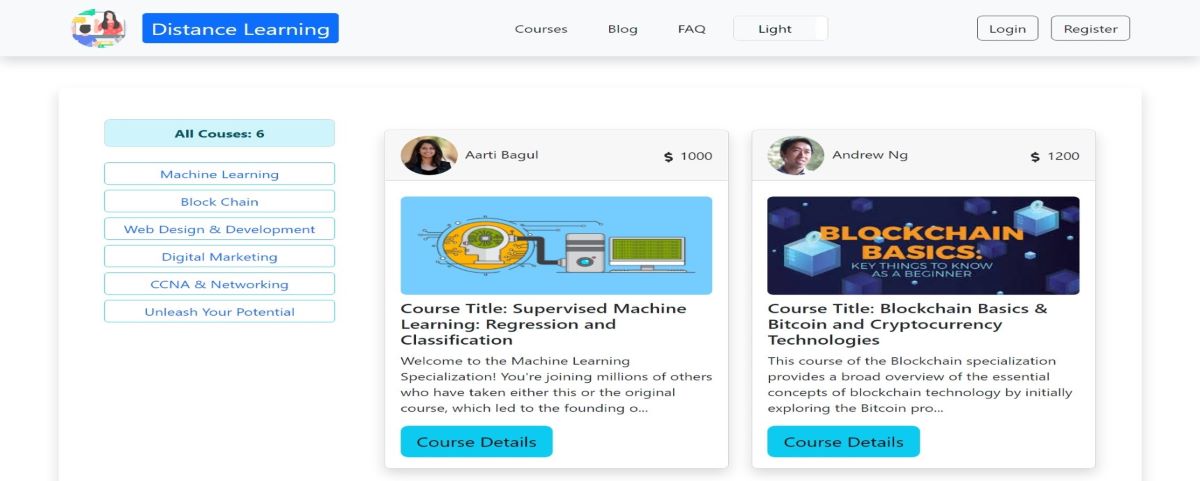 Distance Learning
Courses
Blog
FAQ
Light
Login
Register
All Couses: 6
Machine Learning
Block Chain
Web Design & Development
Digital Marketing
CCNA & Networking
Unleash Your Potential
Aarti Bagul
$ 1000
Course Title: Supervised Machine
Learning: Regression and
Classification
Welcome to the Machine Learning
Specialization! You're joining millions of others
who have taken either this or the original
course, which led to the founding o...
Course Details
Andrew Ng
$ 1200
BLOCKCHAIN
BASICS:
KEY THINGS TO KNOW
AS A BEGINNER
Course Title: Blockchain Basics &
Bitcoin and Cryptocurrency
Technologies
This course of the Blockchain specialization
provides a broad overview of the essential
concepts of blockchain technology by initially
exploring the Bitcoin pro...
Course Details